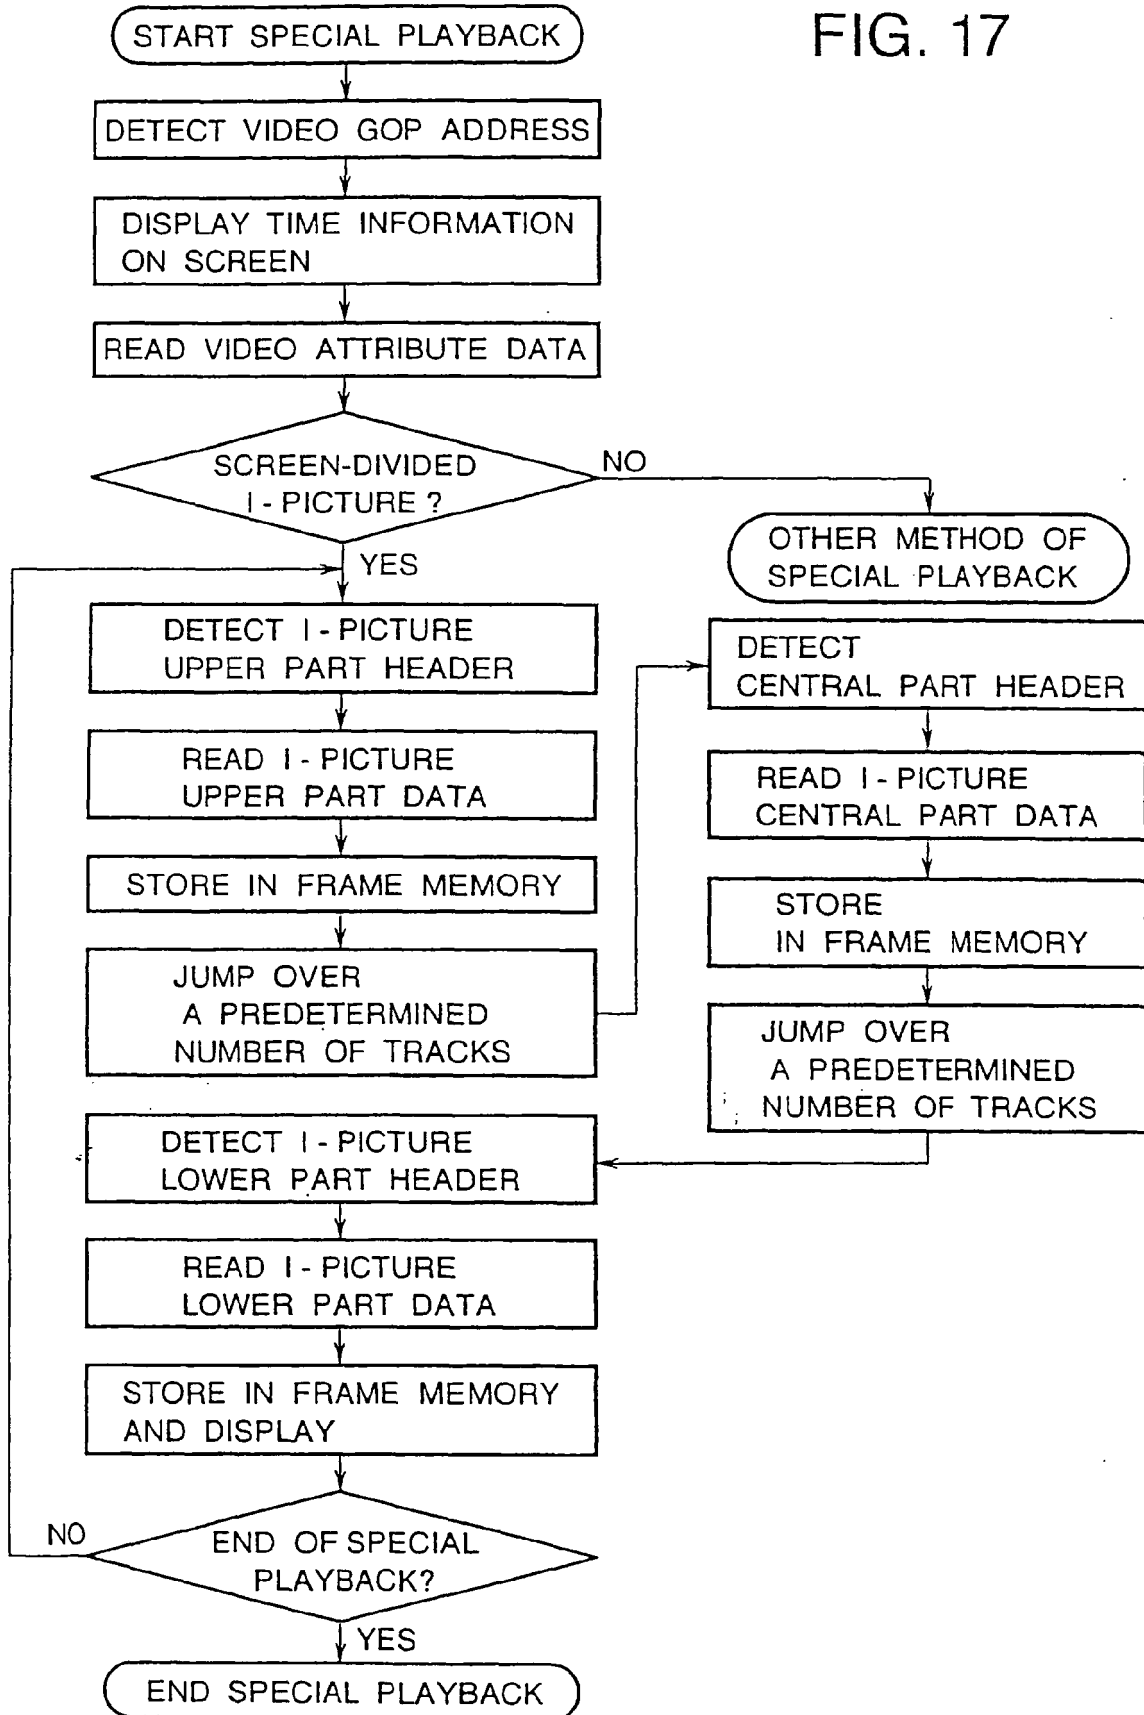 FIG. 17
START SPECIAL PLAYBACK
DETECT VIDEO GOP ADDRESS
DISPLAY TIME INFORMATION
ON SCREEN
READ VIDEO ATTRIBUTE DATA
SCREEN-DIVIDED
I - PICTURE ?
NO
OTHER METHOD OF
SPECIAL PLAYBACK
YES
DETECT I - PICTURE
UPPER PART HEADER
READ I - PICTURE
UPPER PART DATA
STORE IN FRAME MEMORY
JUMP OVER
A PREDETERMINED
NUMBER OF TRACKS
DETECT
CENTRAL PART HEADER
READ I - PICTURE
CENTRAL PART DATA
STORE
IN FRAME MEMORY
JUMP OVER
A PREDETERMINED
NUMBER OF TRACKS
DETECT I - PICTURE
LOWER PART HEADER
READ I - PICTURE
LOWER PART DATA
STORE IN FRAME MEMORY
AND DISPLAY
END OF SPECIAL
PLAYBACK?
NO
YES
END SPECIAL PLAYBACK